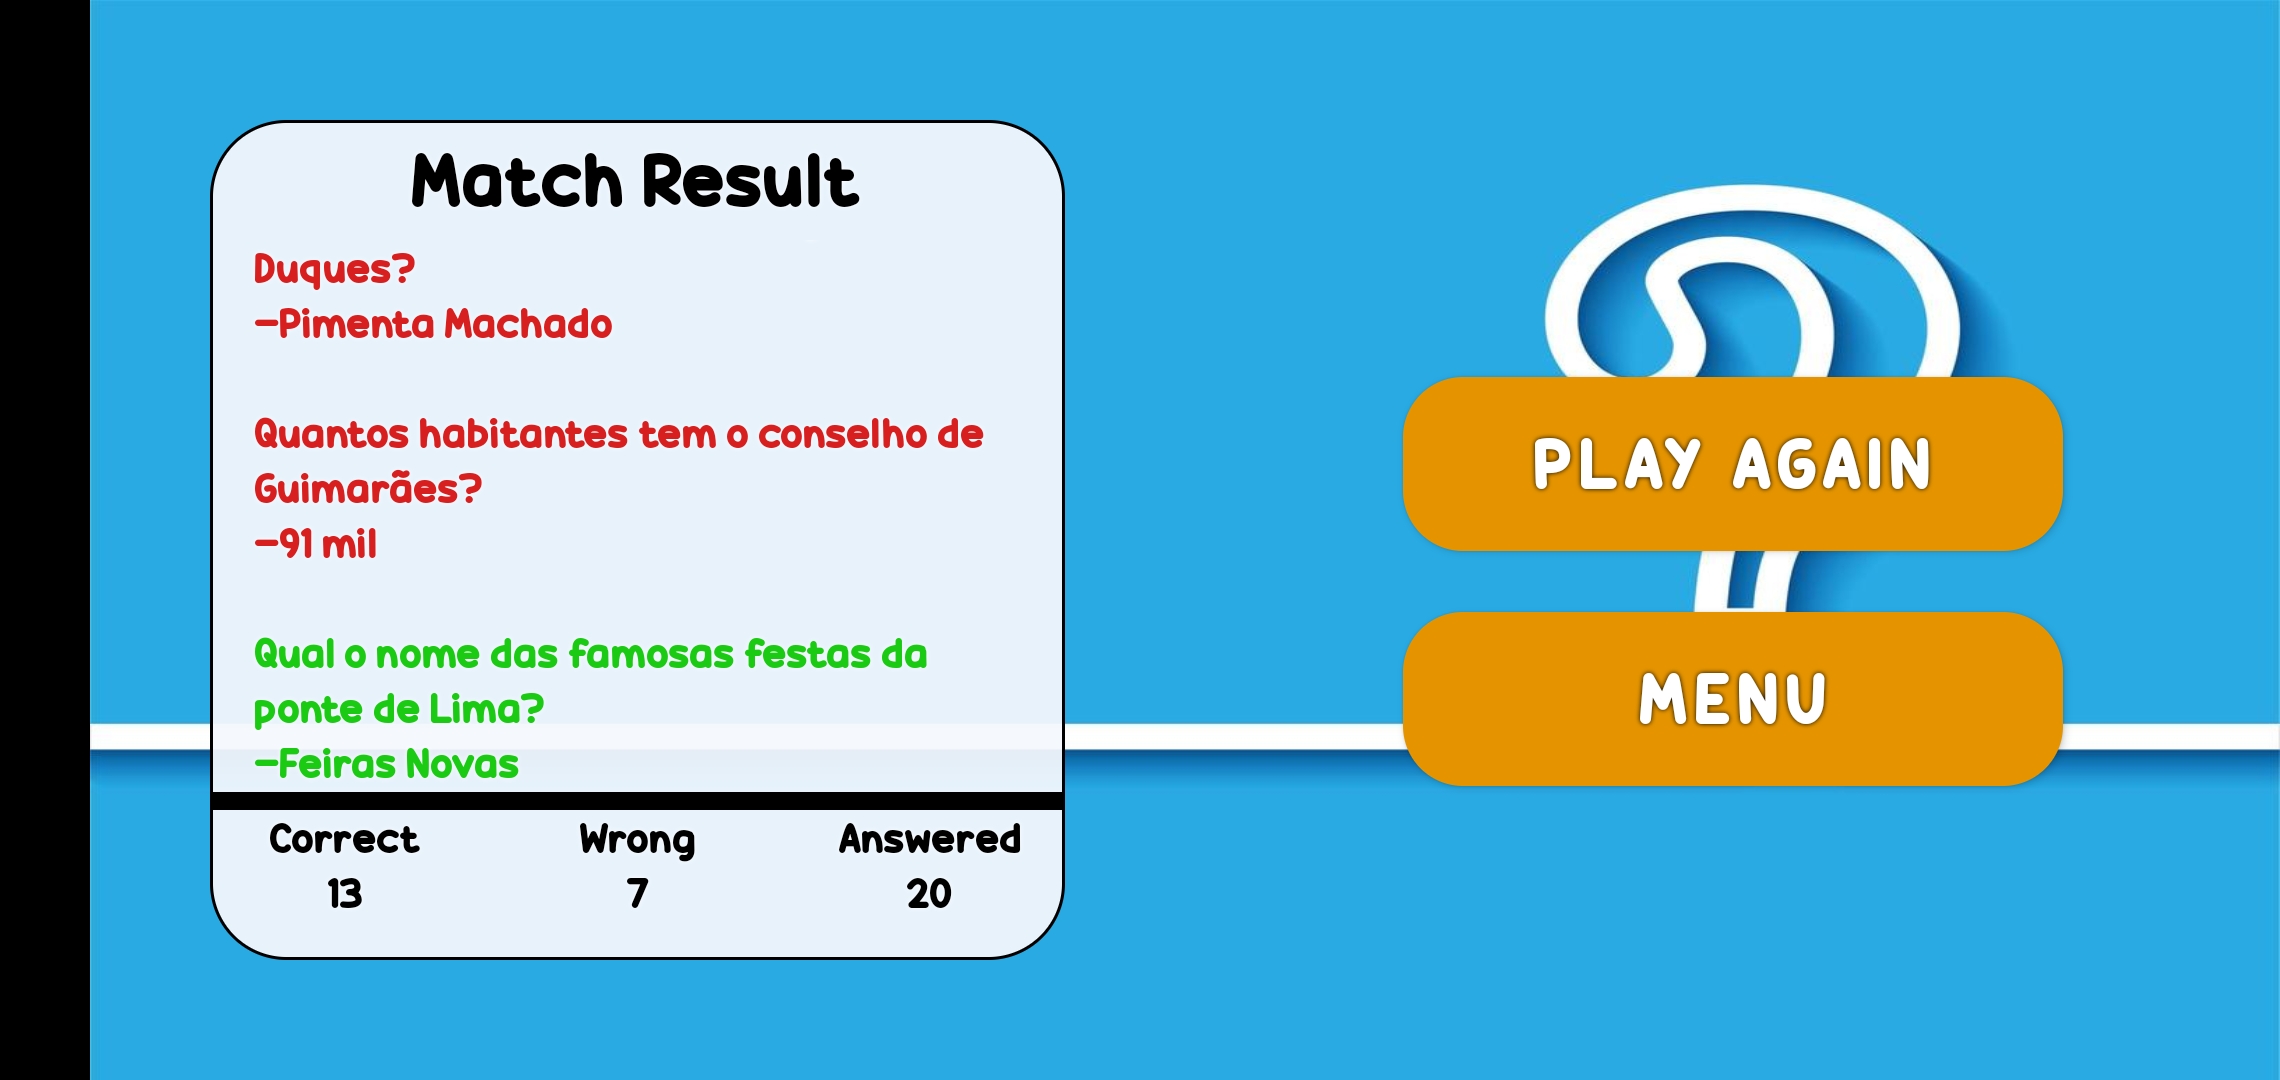 Match Result
Duques?
-Pimenta Machado
Quantos habitantes tem o conselho de
Guimarães?
-91 mil
Qual o nome das famosas festas da
ponte de Lima?
-Feiras Novas
Correct
Wrong
Answered
13
7
20
PLAY AGAIN
MENU